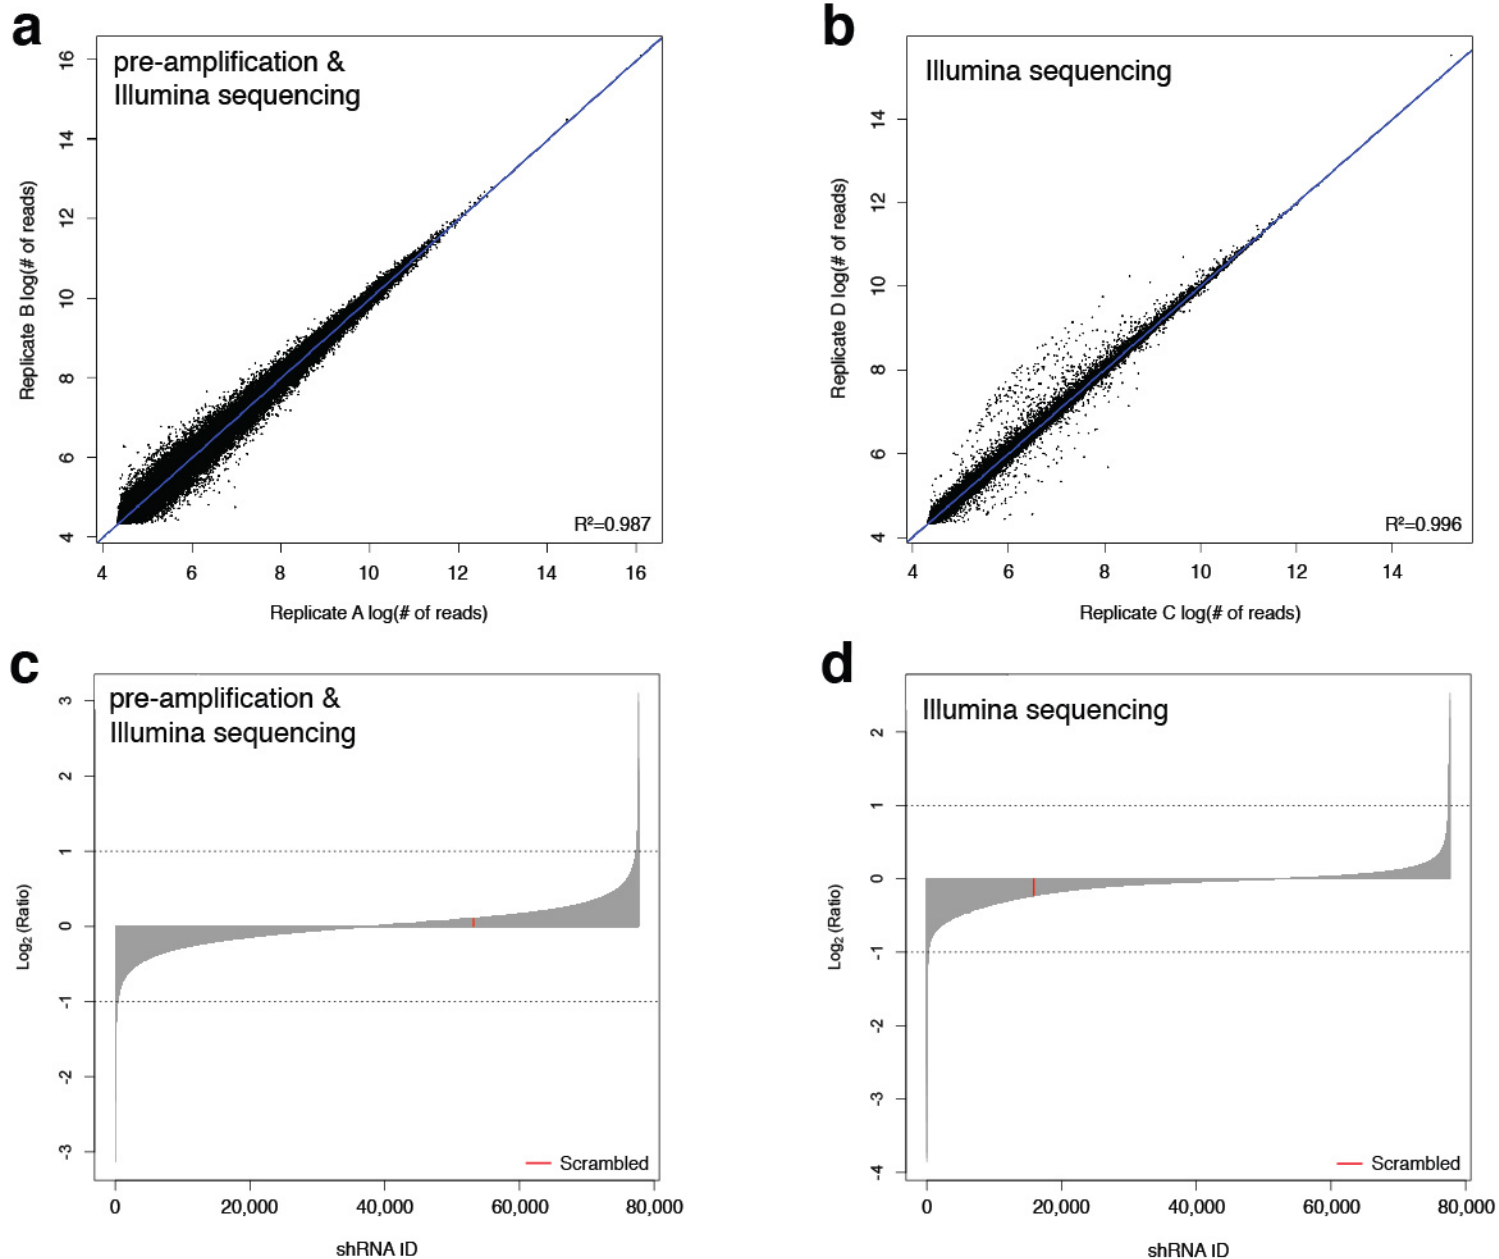 a
pre-amplification &
Illumina sequencing
16
14
12
10
8
6
4
Replicate B log(# of reads)
R²=0.987
4 6 8 10 12 14 16
Replicate A log(# of reads)
b
Illumina sequencing
14
12
10
8
6
4
Replicate D log(# of reads)
R²=0.996
4 6 8 10 12 14
Replicate C log(# of reads)
c
pre-amplification &
Illumina sequencing
3
2
1
0
-1
-2
-3
Log2 (Ratio)
Scrambled
0 20,000 40,000 60,000 80,000
shRNA ID
d
Illumina sequencing
2
1
0
-1
-2
-3
-4
Log2 (Ratio)
Scrambled
0 20,000 40,000 60,000 80,000
shRNA ID